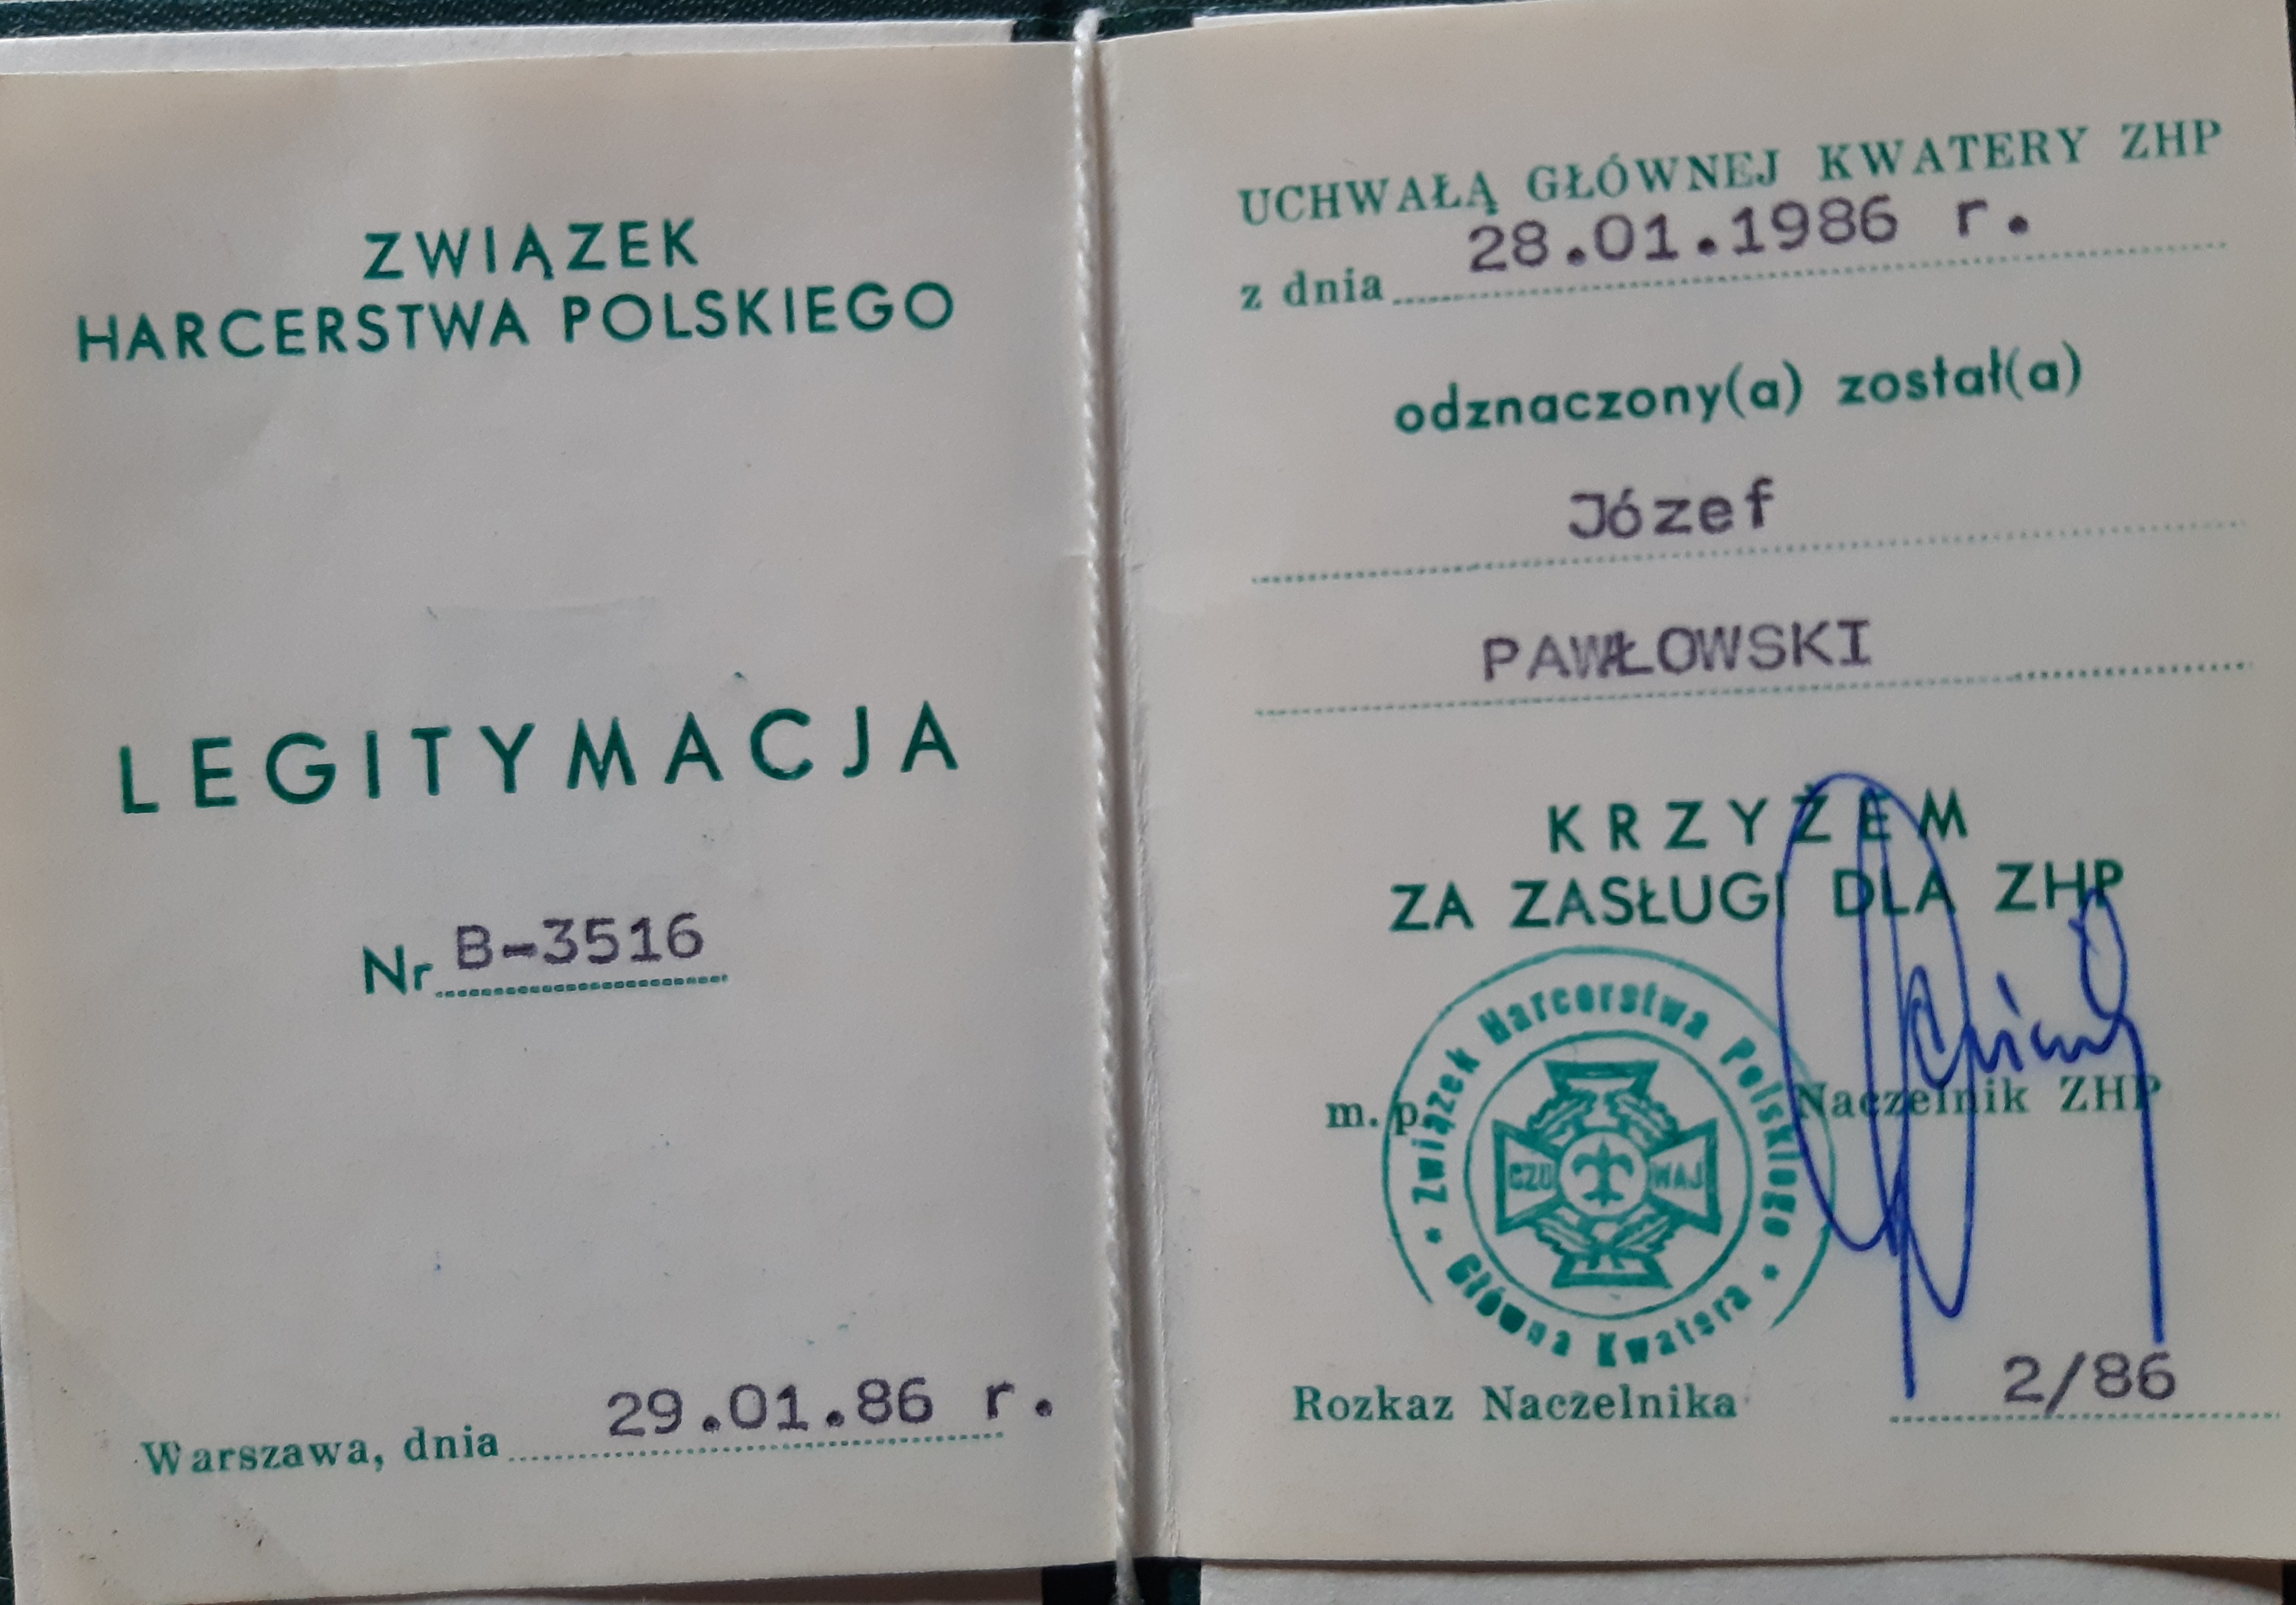 ZWIĄZEK
HARCERSTWA POLSKIEGO
LEGITYMACJA
Nr B-3516
Warszawa, dnia 29.01.86 r.
UCHWAŁĄ GŁÓWNEJ KWATERY ZHP
z dnia 28.01.1986 r.
odznaczony(a) został(a)
Józef
PAWŁOWSKI
KRZYŻEM
ZA ZASŁUGI DLA ZHP
Związek Harcerstwa Polskiego
CZU WAJ
* Główna Kwatera *
m. p.
Naczelnik ZHP
Rozkaz Naczelnika 2/86